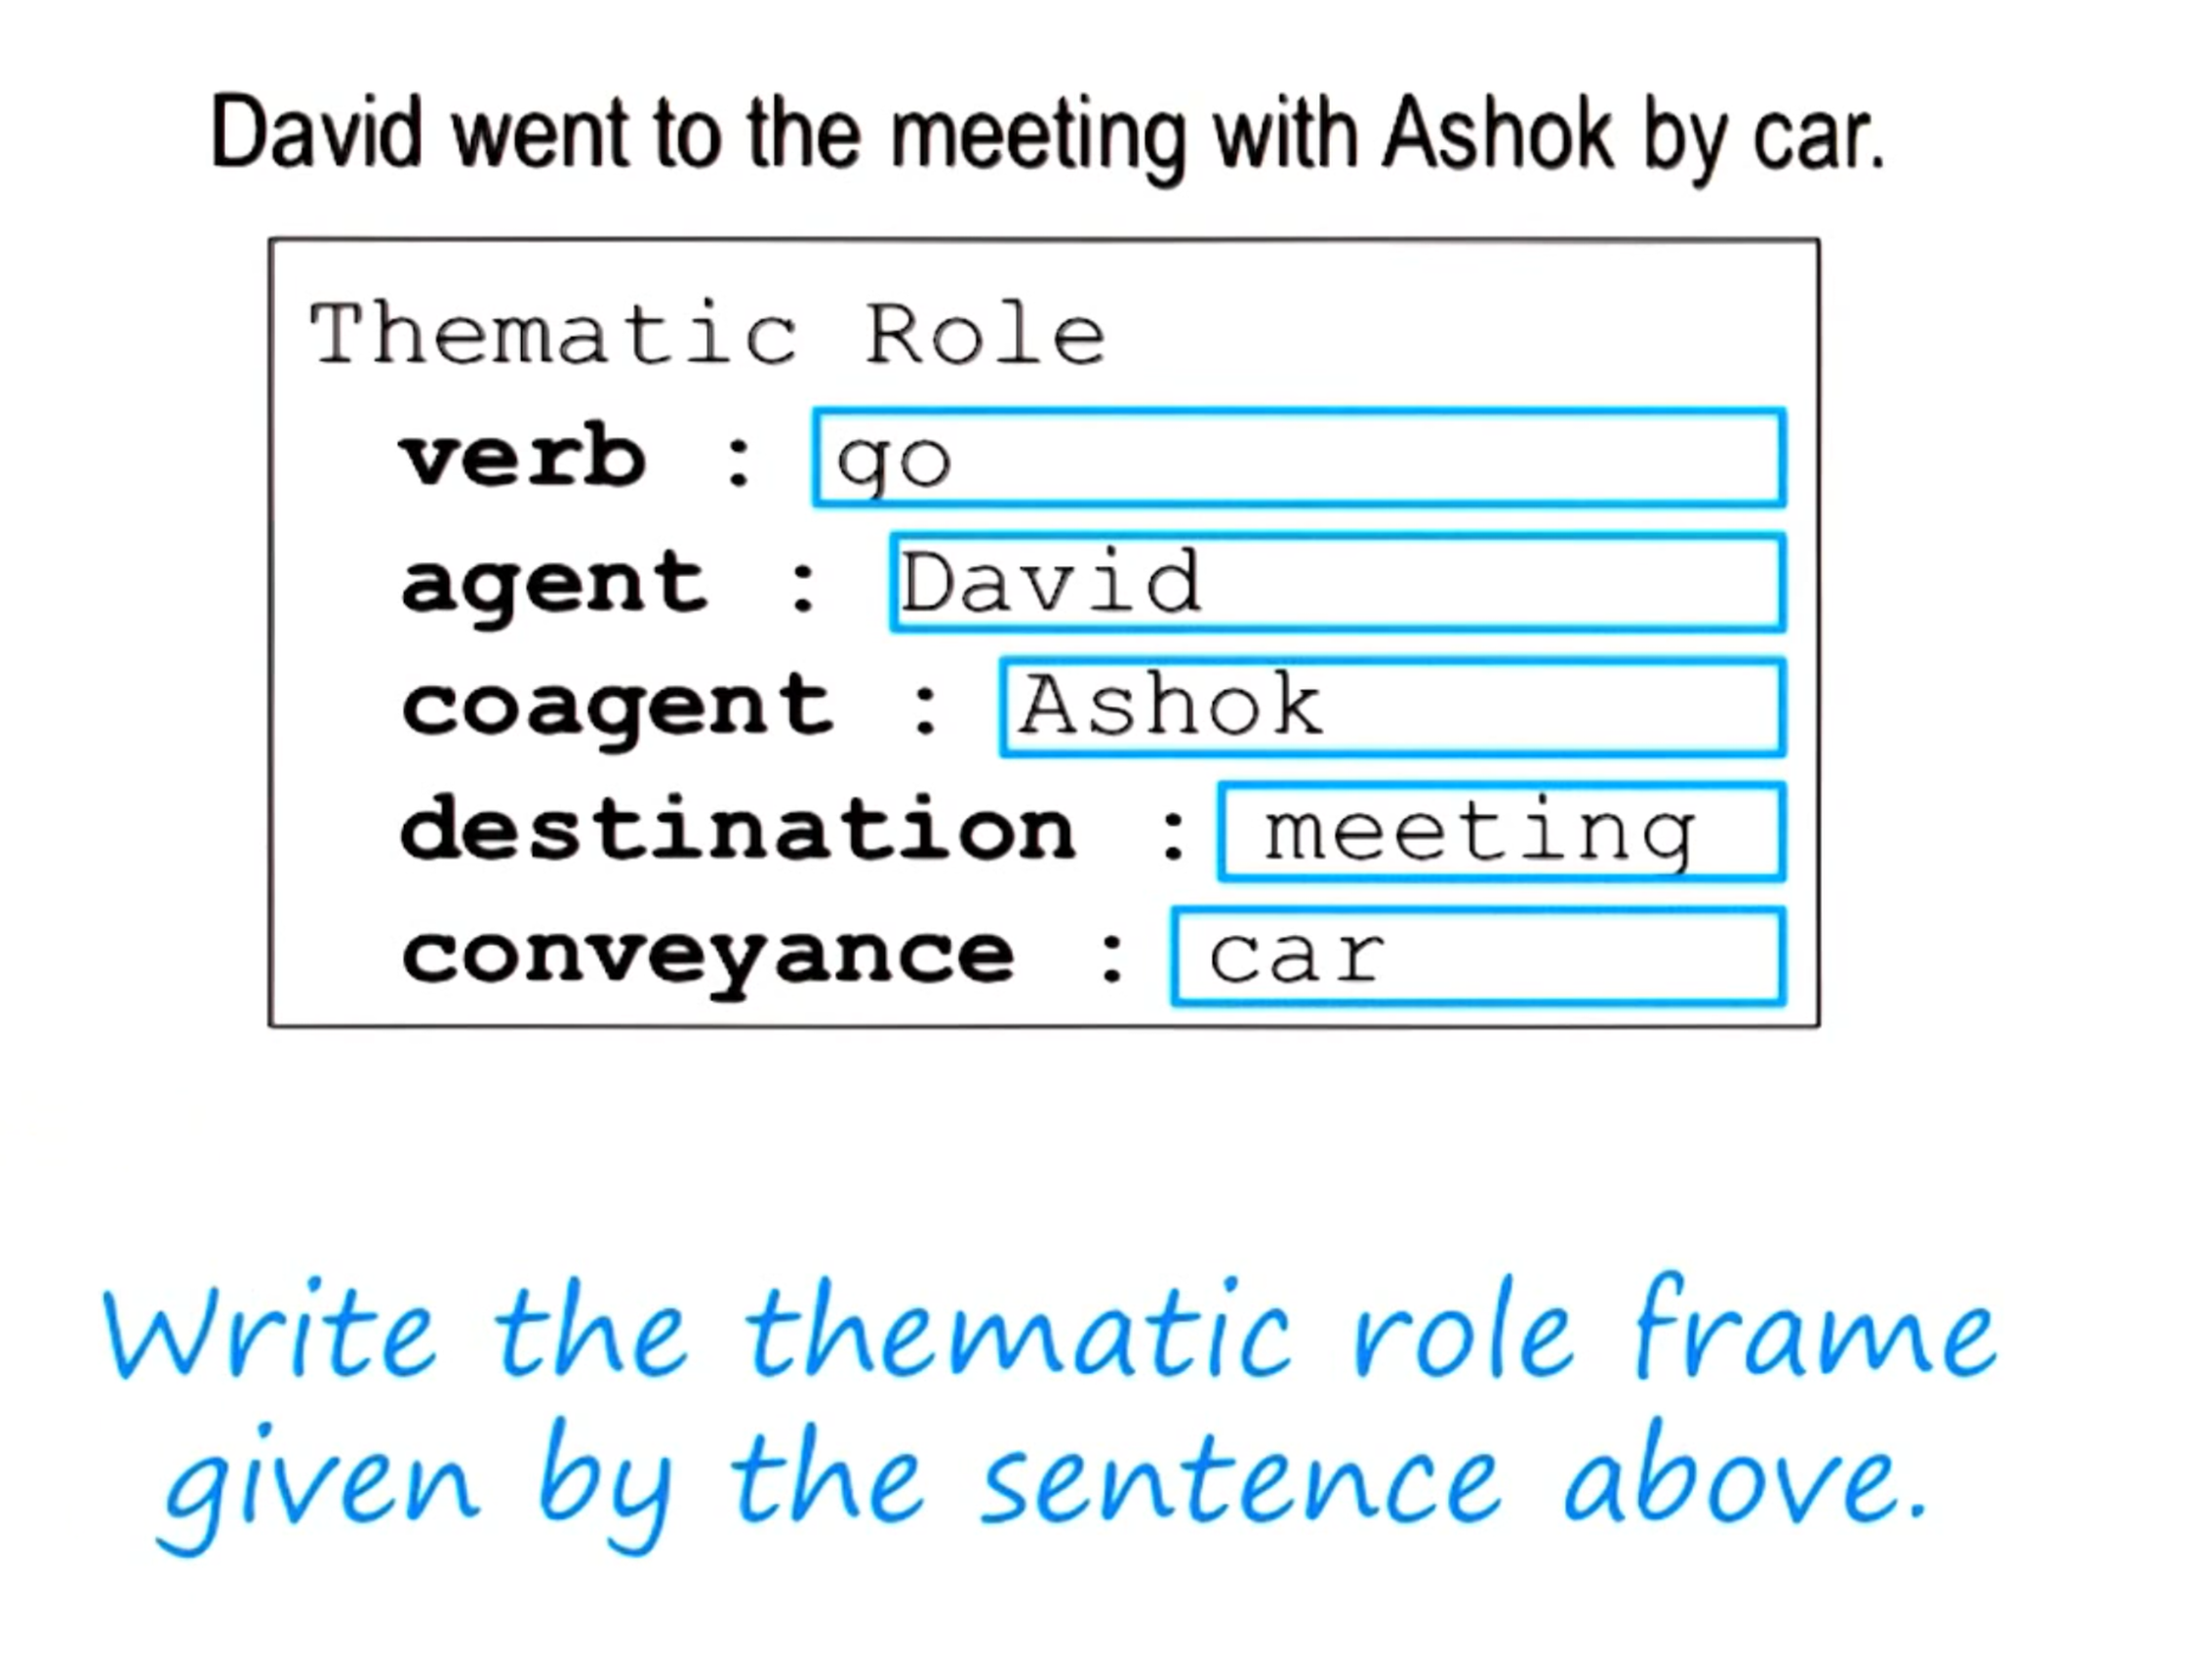 David went to the meeting with Ashok by car.
Thematic Role
verb : go
agent : David
coagent : Ashok
destination : meeting
conveyance : car
Write the thematic role frame
given by the sentence above.